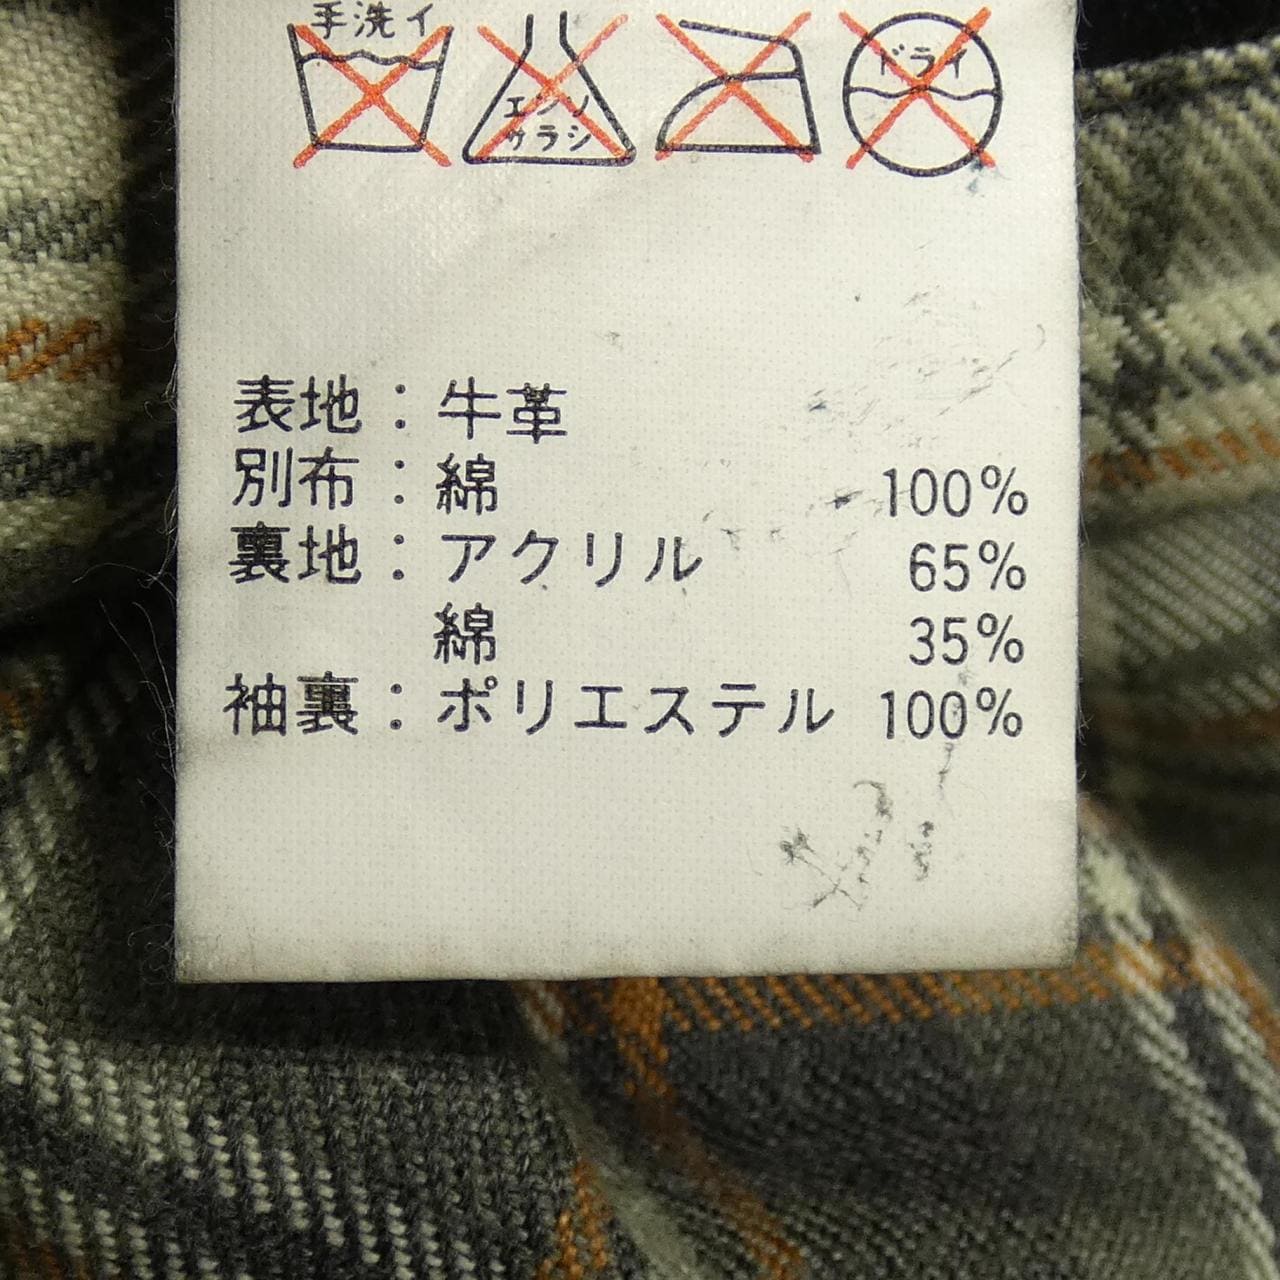 手洗イ
エンソ
サラシ
ドライ
表地：牛革
別布：綿 100%
裏地：アクリル 65%
綿 35%
袖裏：ポリエステル 100%